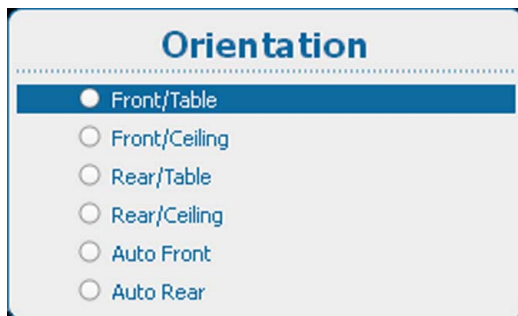 Orientation
Front/Table
Front/Ceiling
Rear/Table
Rear/Ceiling
Auto Front
Auto Rear